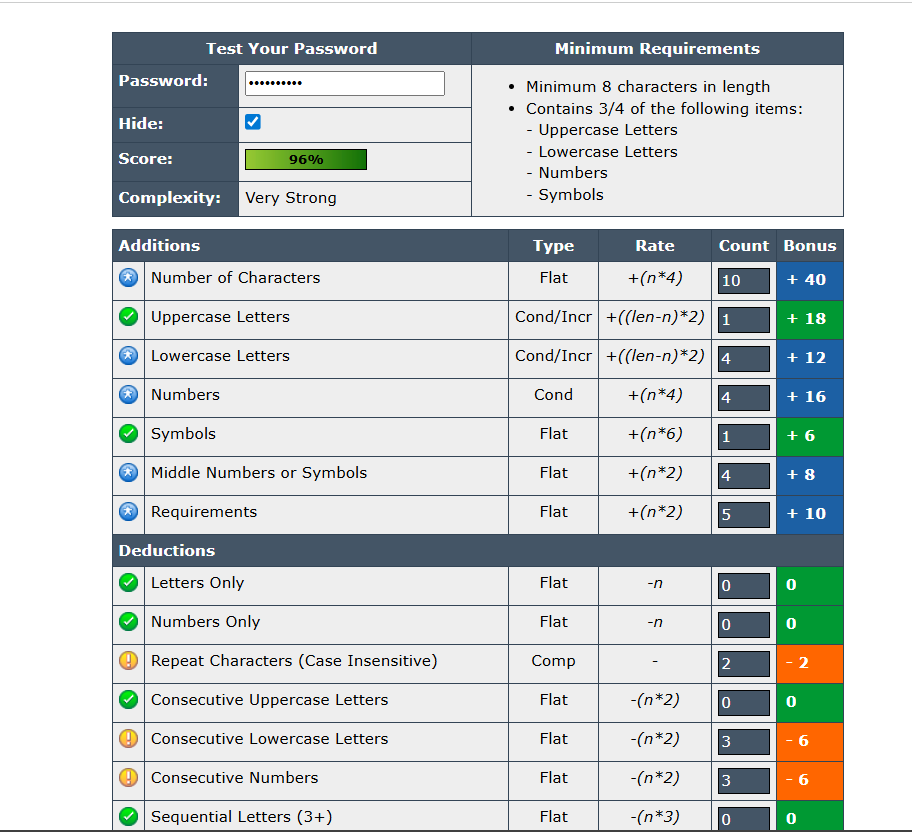 Test Your Password Minimum Requirements
Password: ••••••••••
Hide:
Score: 96%
Complexity: Very Strong
• Minimum 8 characters in length
• Contains 3/4 of the following items:
- Uppercase Letters
- Lowercase Letters
- Numbers
- Symbols
Additions Type Rate Count Bonus
Number of Characters Flat +(n*4) 10 + 40
Uppercase Letters Cond/Incr +((len-n)*2) 1 + 18
Lowercase Letters Cond/Incr +((len-n)*2) 4 + 12
Numbers Cond +(n*4) 4 + 16
Symbols Flat +(n*6) 1 + 6
Middle Numbers or Symbols Flat +(n*2) 4 + 8
Requirements Flat +(n*2) 5 + 10
Deductions
Letters Only Flat -n 0 0
Numbers Only Flat -n 0 0
Repeat Characters (Case Insensitive) Comp - 2 - 2
Consecutive Uppercase Letters Flat -(n*2) 0 0
Consecutive Lowercase Letters Flat -(n*2) 3 - 6
Consecutive Numbers Flat -(n*2) 3 - 6
Sequential Letters (3+) Flat -(n*3) 0 0